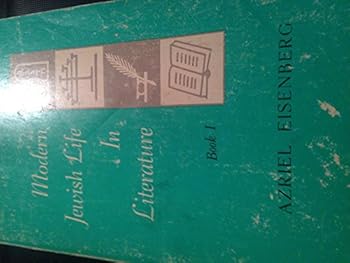 Modern
Jewish Life
In
Literature
Book I
AZRIEL EISENBERG